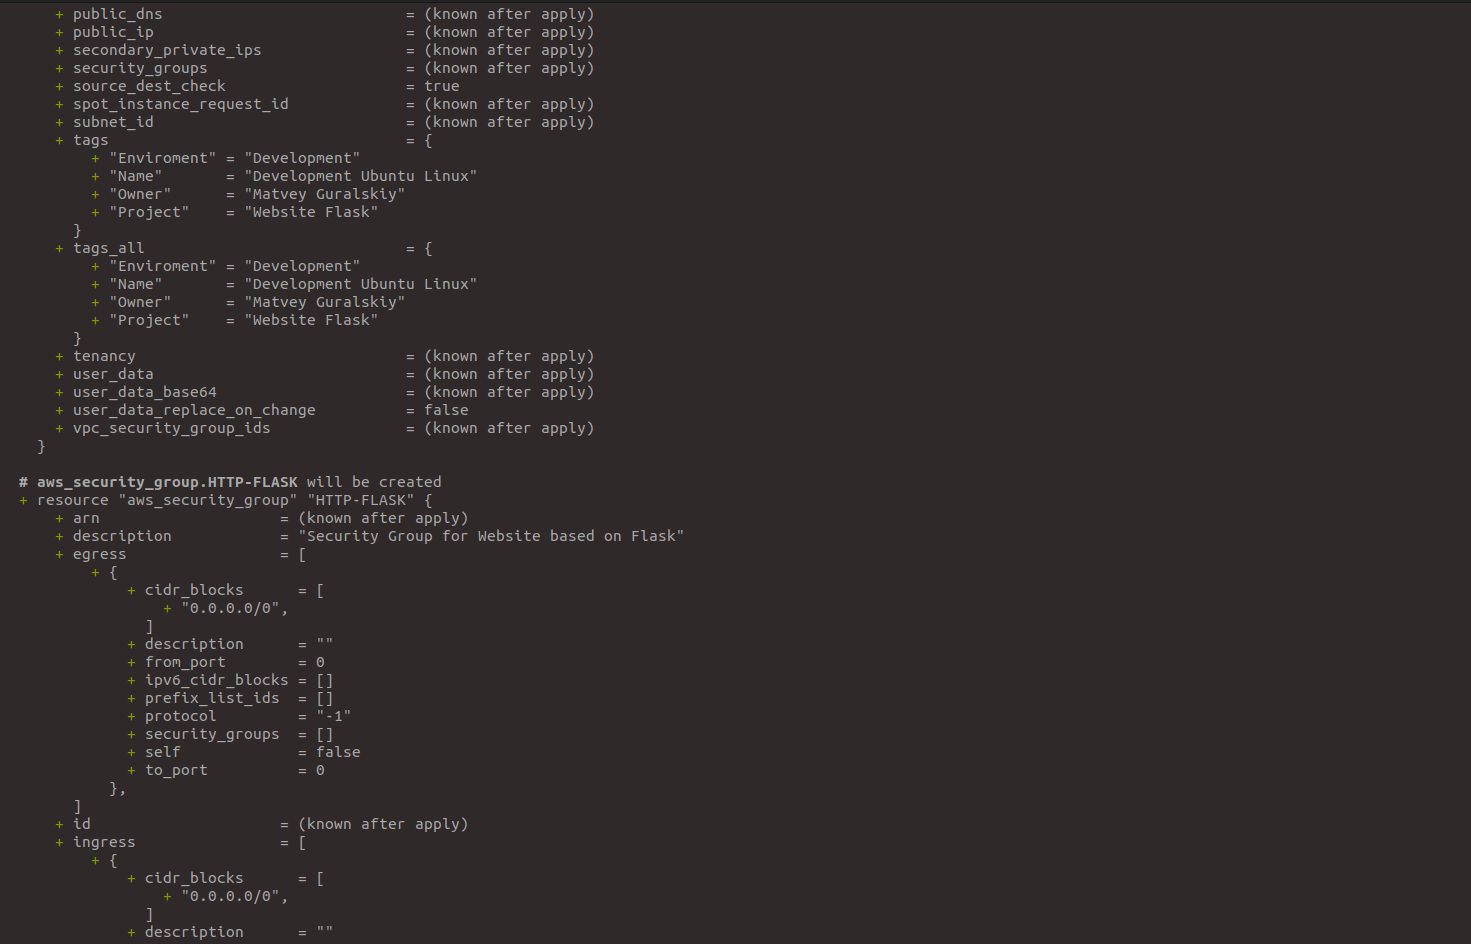 + public_dns = (known after apply)
+ public_ip = (known after apply)
+ secondary_private_ips = (known after apply)
+ security_groups = (known after apply)
+ source_dest_check = true
+ spot_instance_request_id = (known after apply)
+ subnet_id = (known after apply)
+ tags = {
+ "Enviroment" = "Development"
+ "Name" = "Development Ubuntu Linux"
+ "Owner" = "Matvey Guralskiy"
+ "Project" = "Website Flask"
}
+ tags_all = {
+ "Enviroment" = "Development"
+ "Name" = "Development Ubuntu Linux"
+ "Owner" = "Matvey Guralskiy"
+ "Project" = "Website Flask"
}
+ tenancy = (known after apply)
+ user_data = (known after apply)
+ user_data_base64 = (known after apply)
+ user_data_replace_on_change = false
+ vpc_security_group_ids = (known after apply)
}
# aws_security_group.HTTP-FLASK will be created
+ resource "aws_security_group" "HTTP-FLASK" {
+ arn = (known after apply)
+ description = "Security Group for Website based on Flask"
+ egress = [
+ {
+ cidr_blocks = [
+ "0.0.0.0/0",
]
+ description = ""
+ from_port = 0
+ ipv6_cidr_blocks = []
+ prefix_list_ids = []
+ protocol = "-1"
+ security_groups = []
+ self = false
+ to_port = 0
},
]
+ id = (known after apply)
+ ingress = [
+ {
+ cidr_blocks = [
+ "0.0.0.0/0",
]
+ description = ""